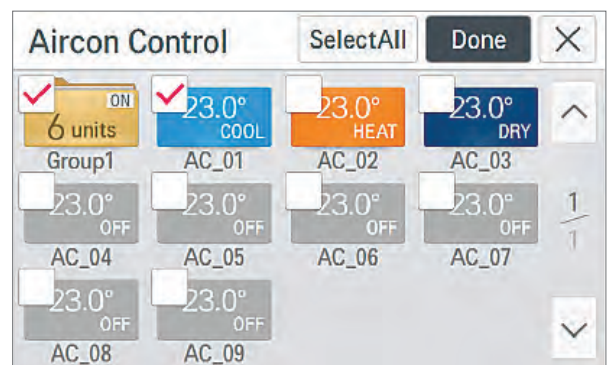 Aircon Control SelectAll Done
ON
6 units
Group1
23.0°
COOL
AC_01
23.0°
HEAT
AC_02
23.0°
DRY
AC_03
1
1
23.0°
OFF
AC_04
23.0°
OFF
AC_05
23.0°
OFF
AC_06
23.0°
OFF
AC_07
23.0°
OFF
AC_08
23.0°
OFF
AC_09